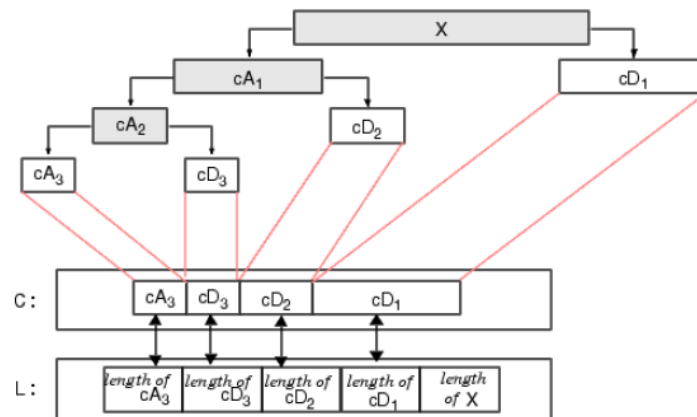 X
cA₁
cD₁
cA₂
cD₂
cA₃
cD₃
C: cA₃ cD₃ cD₂ cD₁
L: length of cA₃ length of cD₃ length of cD₂ length of cD₁ length of X